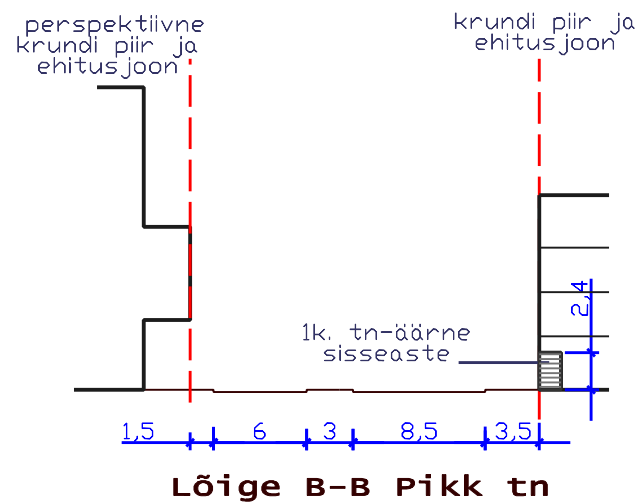 perspektiivne
krundi piir ja
ehitusjoon
krundi piir ja
ehitusjoon
2,4
1k. tn-äärne
sisseaste
1,5
6
3
8,5
3,5
Lõige B-B Pikk tn